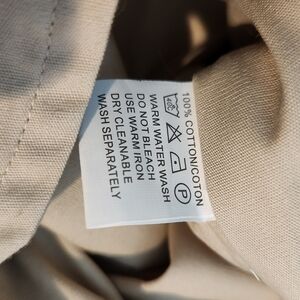 100% COTTON/COTON
P
WARM WATER WASH
DO NOT BLEACH
USE WARM IRON
DRY CLEANABLE
WASH SEPARATELY